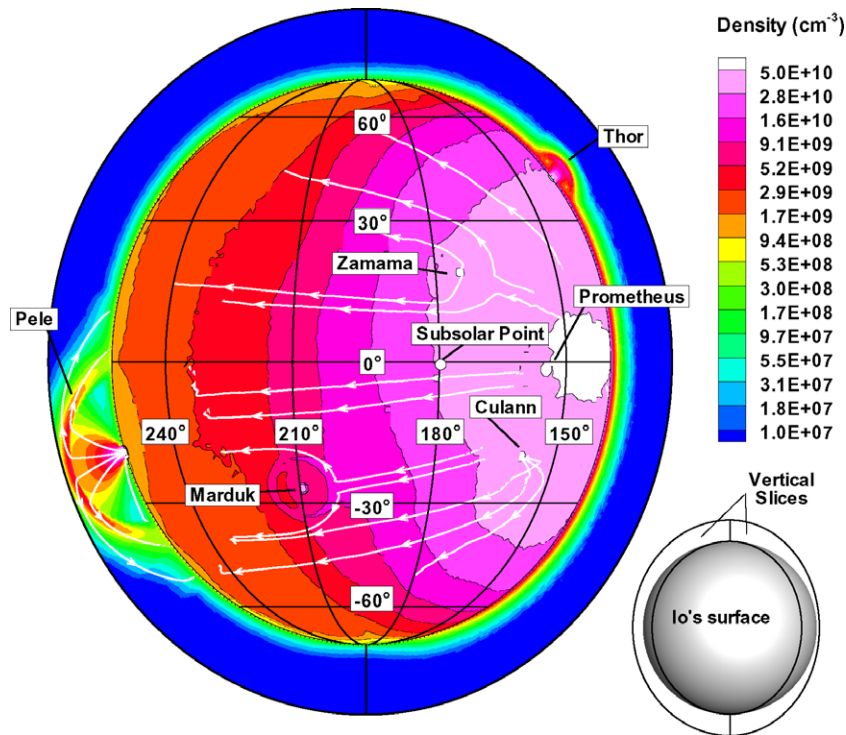 Density (cm⁻³)
5.0E+10
2.8E+10
1.6E+10
9.1E+09
5.2E+09
2.9E+09
1.7E+09
9.4E+08
5.3E+08
3.0E+08
1.7E+08
9.7E+07
5.5E+07
3.1E+07
1.8E+07
1.0E+07
60°
Thor
30°
Zamama
Prometheus
Pele
Subsolar Point
0°
Culann
240°
210°
180°
150°
Marduk
-30°
-60°
Vertical
Slices
Io's surface